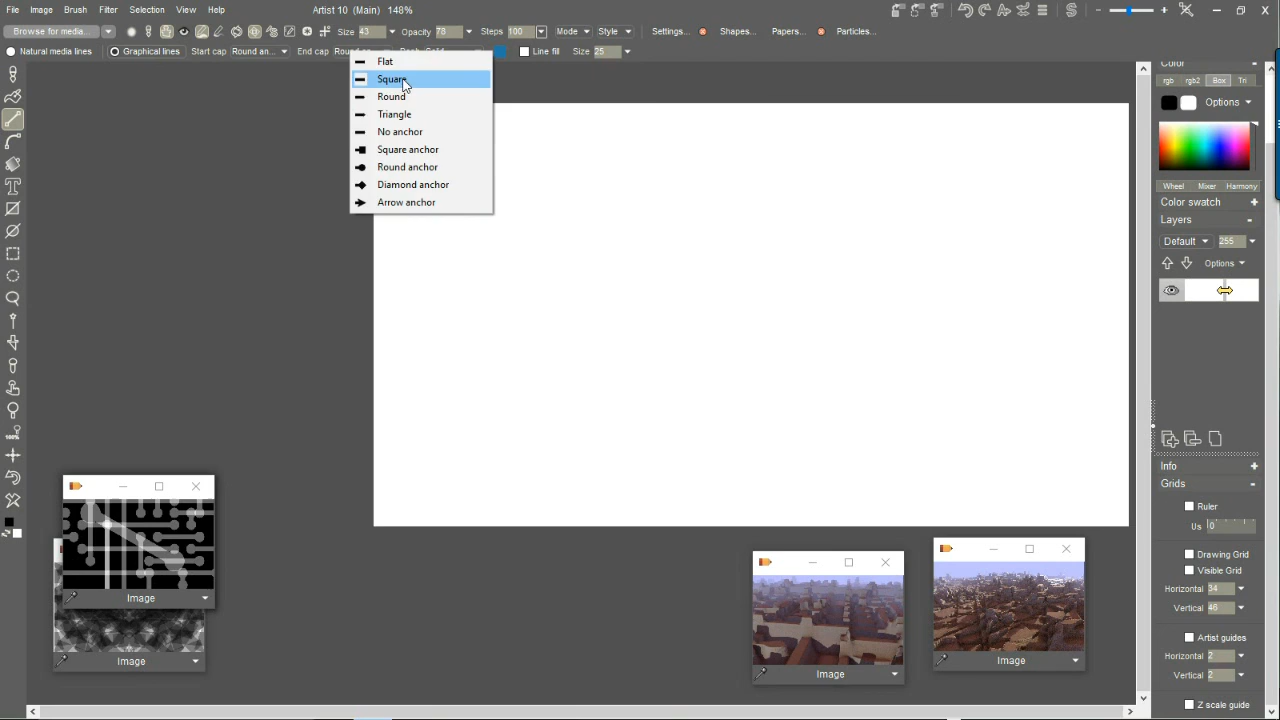 File Image Brush Filter Selection View Help Artist 10 (Main) 148%
Browse for media... Size 43 Opacity 78 Steps 100 Mode Style Settings... Shapes... Papers... Particles...
Natural media lines Graphical lines Start cap Round an... End cap Line fill Size 25
Flat
Square
Round
Triangle
No anchor
Square anchor
Round anchor
Diamond anchor
Arrow anchor
Color
rgb rgb2 Box Tri
Options
Wheel Mixer Harmony
Color swatch
Layers
Default 255
Options
Info
Grids
Ruler
Us 0
Drawing Grid
Visible Grid
Horizontal 34
Vertical 46
Artist guides
Horizontal 2
Vertical 2
Z scale guide
100%
Image
Image
Image
Image